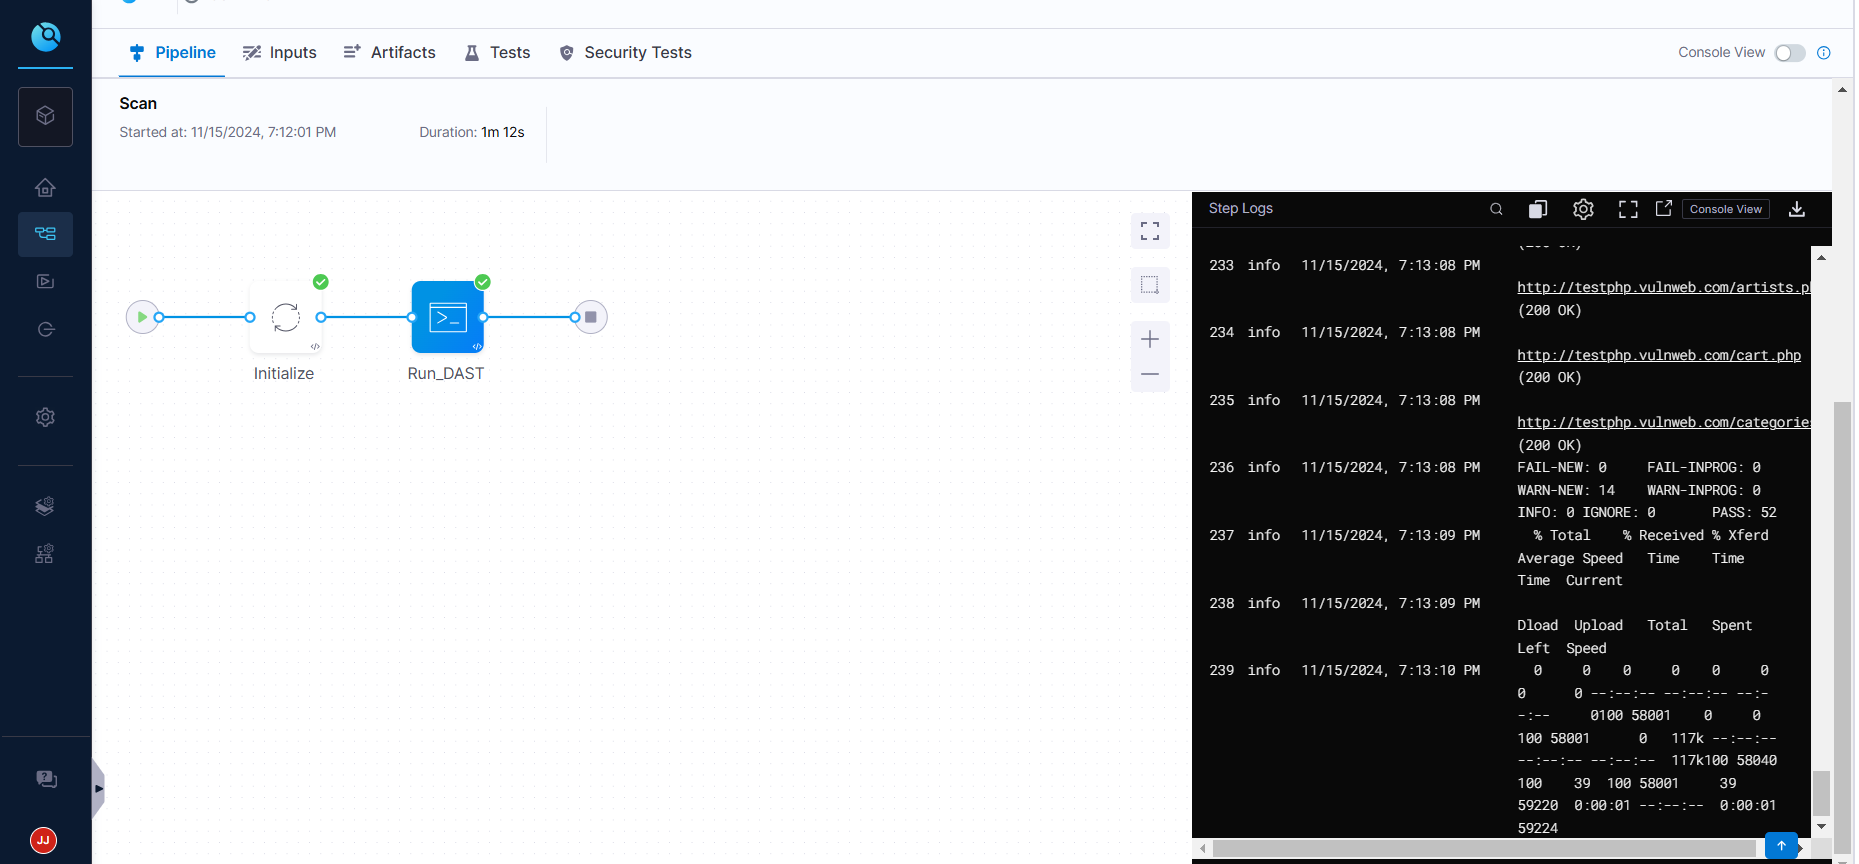 Pipeline
Inputs
Artifacts
Tests
Security Tests
Console View
Scan
Started at: 11/15/2024, 7:12:01 PM
Duration: 1m 12s
Initialize
Run_DAST
Step Logs
Console View
233 info 11/15/2024, 7:13:08 PM
http://testphp.vulnweb.com/artists.p
(200 OK)
234 info 11/15/2024, 7:13:08 PM
http://testphp.vulnweb.com/cart.php
(200 OK)
235 info 11/15/2024, 7:13:08 PM
http://testphp.vulnweb.com/categorie
(200 OK)
236 info 11/15/2024, 7:13:08 PM FAIL-NEW: 0 FAIL-INPROG: 0
WARN-NEW: 14 WARN-INPROG: 0
INFO: 0 IGNORE: 0 PASS: 52
237 info 11/15/2024, 7:13:09 PM % Total % Received % Xferd
Average Speed Time Time
Time Current
238 info 11/15/2024, 7:13:09 PM
Dload Upload Total Spent
Left Speed
239 info 11/15/2024, 7:13:10 PM 0 0 0 0 0 0
0 0 --:--:-- --:--:-- --:-
-:-- 0100 58001 0 0
100 58001 0 117k --:--:--
--:--:-- --:--:-- 117k100 58040
100 39 100 58001 39
59220 0:00:01 --:--:-- 0:00:01
59224
JJ